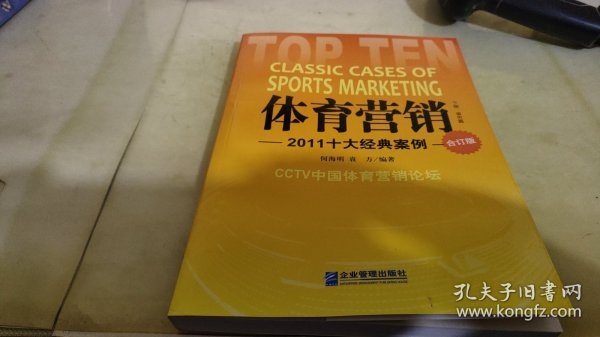 TOP TEN
CLASSIC CASES OF
SPORTS MARKETING
体育营销
2011十大经典案例
合订版
何海明 袁 方/编著
CCTV中国体育营销论坛
企业管理出版社
孔夫子旧书网
www.kongfz.com